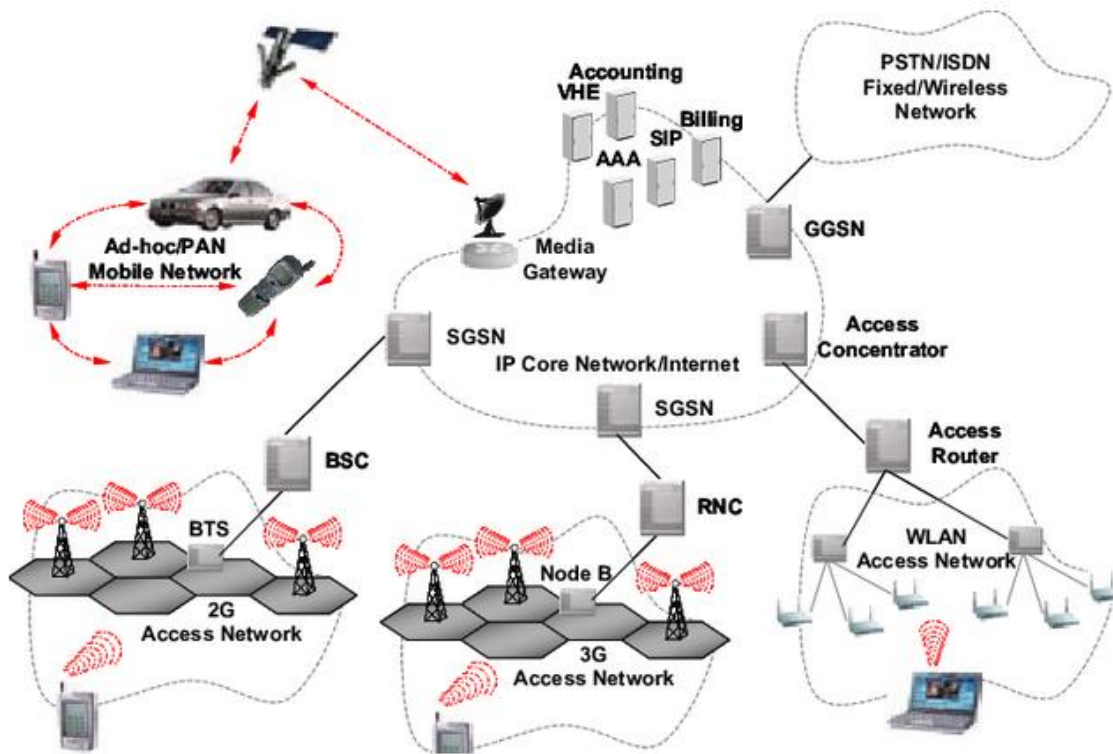 PSTN/ISDN
Fixed/Wireless
Network
Accounting
VHE
SIP
Billing
AAA
GGSN
Media
Gateway
Ad-hoc/PAN
Mobile Network
SGSN
Access
Concentrator
IP Core Network/Internet
SGSN
Access
Router
BSC
RNC
BTS
WLAN
Access Network
Node B
2G
Access Network
3G
Access Network